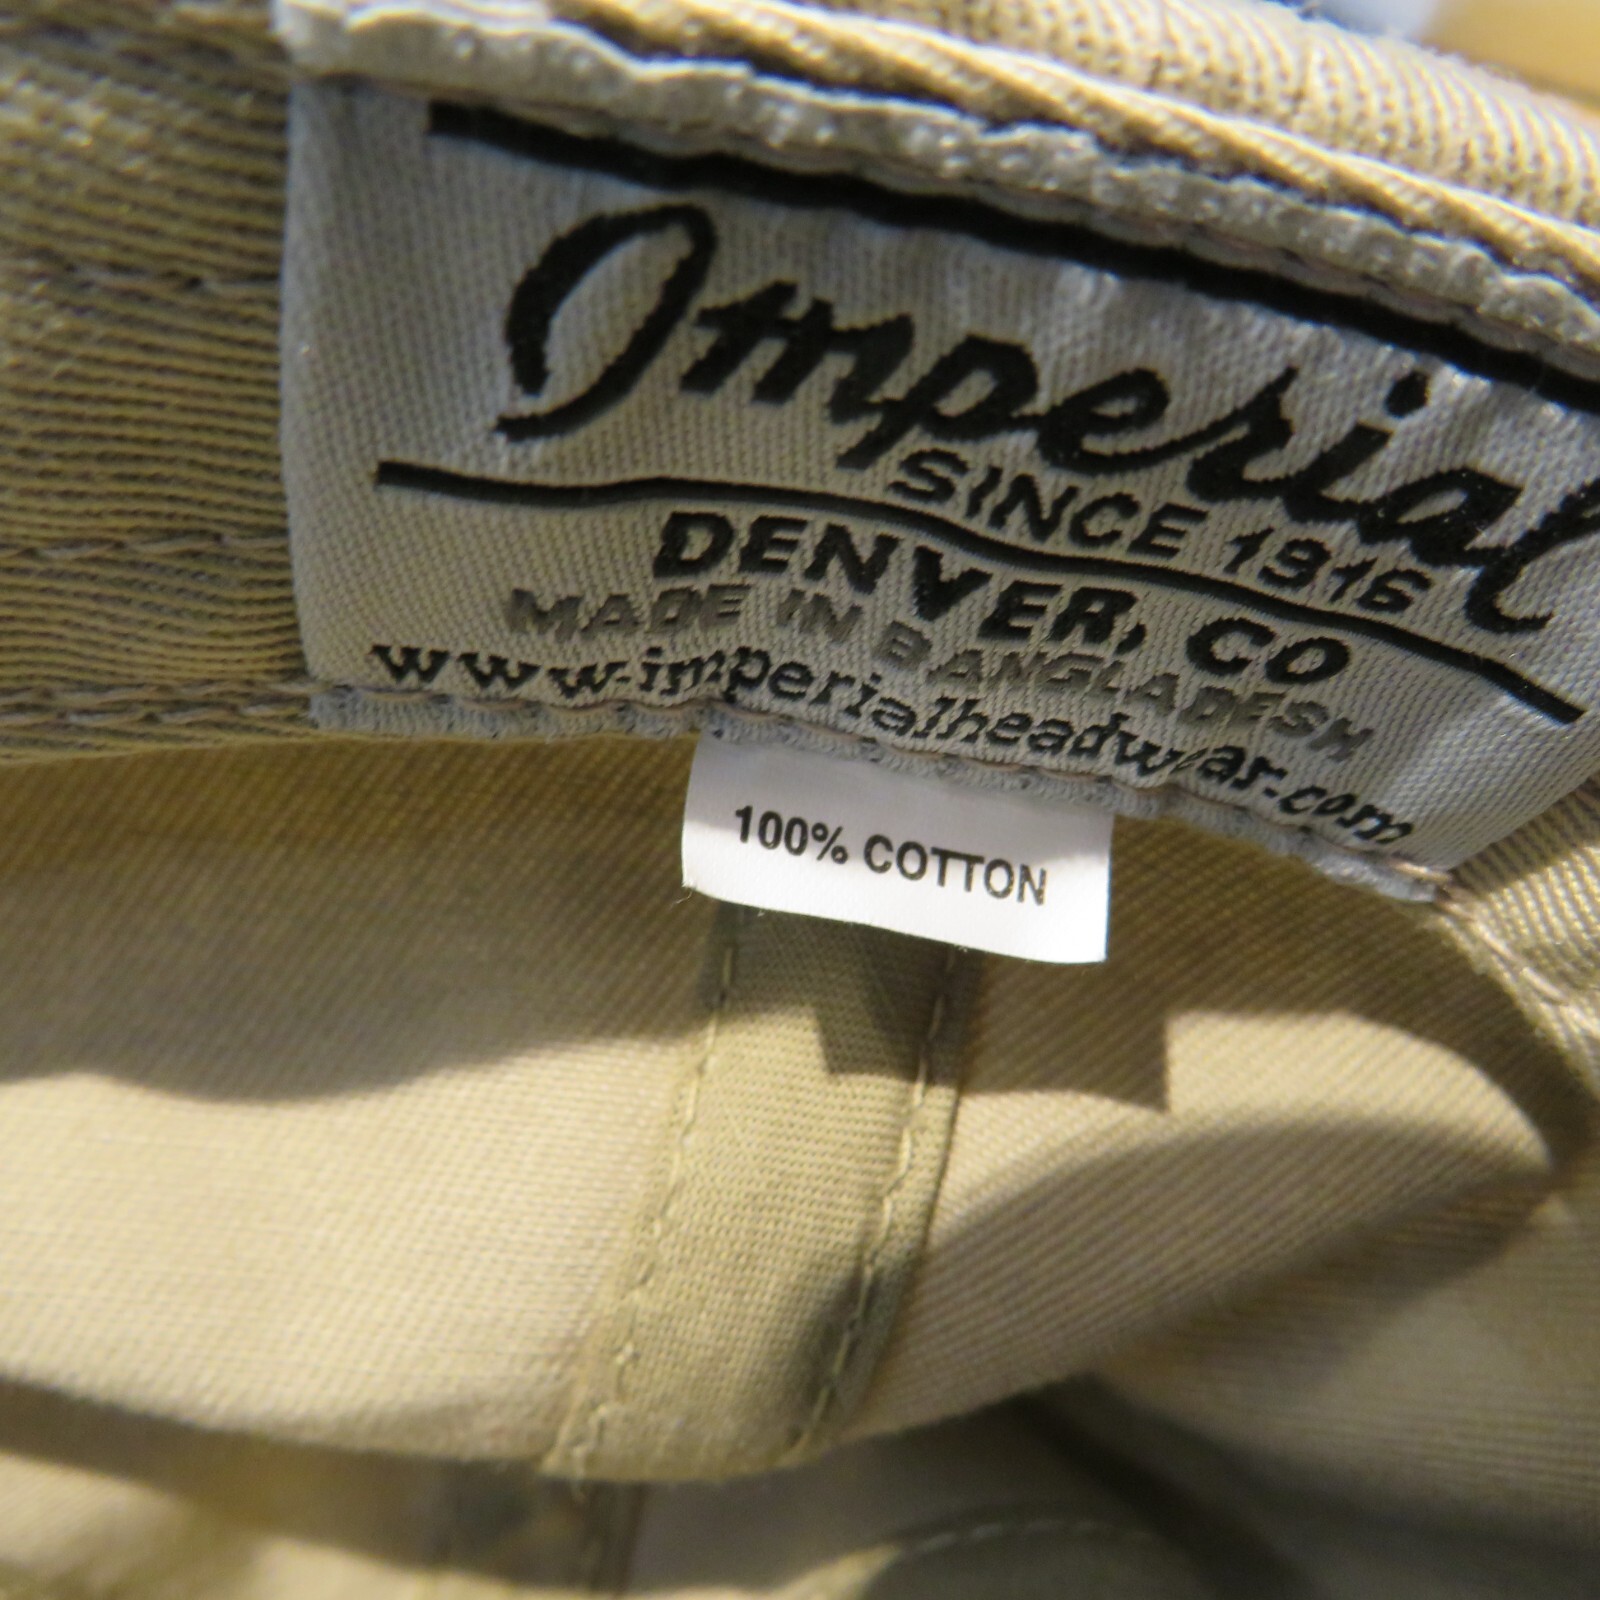 Imperial
SINCE 1916
DENVER, CO
MADE IN BANGLADESH
www.imperialheadwear.com
100% COTTON